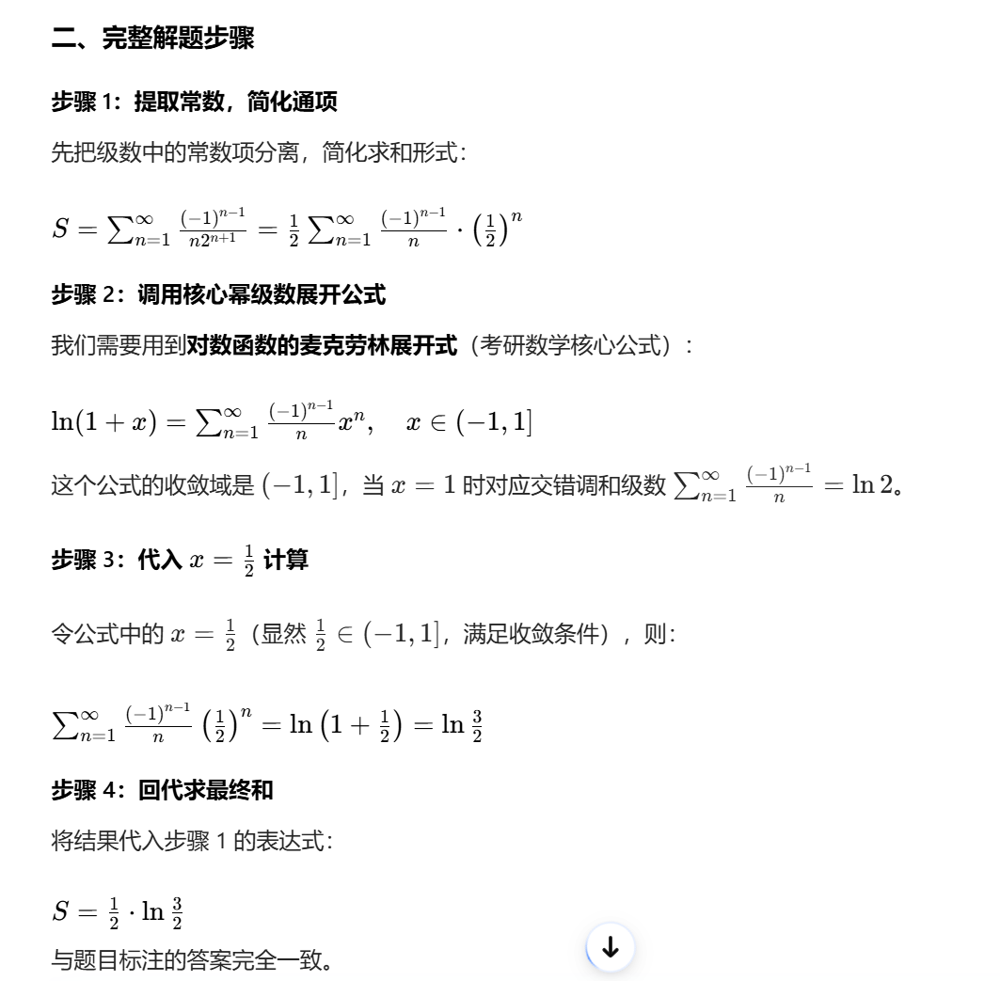 二、完整解题步骤
步骤 1：提取常数，简化通项
先把级数中的常数项分离，简化求和形式：
$S = \sum_{n=1}^{\infty} \frac{(-1)^{n-1}}{n2^{n+1}} = \frac{1}{2} \sum_{n=1}^{\infty} \frac{(-1)^{n-1}}{n} \cdot \left(\frac{1}{2}\right)^n$
步骤 2：调用核心幂级数展开公式
我们需要用到对数函数的麦克劳林展开式（考研数学核心公式）：
$\ln(1+x) = \sum_{n=1}^{\infty} \frac{(-1)^{n-1}}{n} x^n, \quad x \in (-1, 1]$
这个公式的收敛域是 $(-1, 1]$，当 $x = 1$ 时对应交错调和级数 $\sum_{n=1}^{\infty} \frac{(-1)^{n-1}}{n} = \ln 2$。
步骤 3：代入 $x = \frac{1}{2}$ 计算
令公式中的 $x = \frac{1}{2}$（显然 $\frac{1}{2} \in (-1, 1]$，满足收敛条件），则：
$\sum_{n=1}^{\infty} \frac{(-1)^{n-1}}{n} \left(\frac{1}{2}\right)^n = \ln\left(1 + \frac{1}{2}\right) = \ln \frac{3}{2}$
步骤 4：回代求最终和
将结果代入步骤 1 的表达式：
$S = \frac{1}{2} \cdot \ln \frac{3}{2}$
与题目标注的答案完全一致。